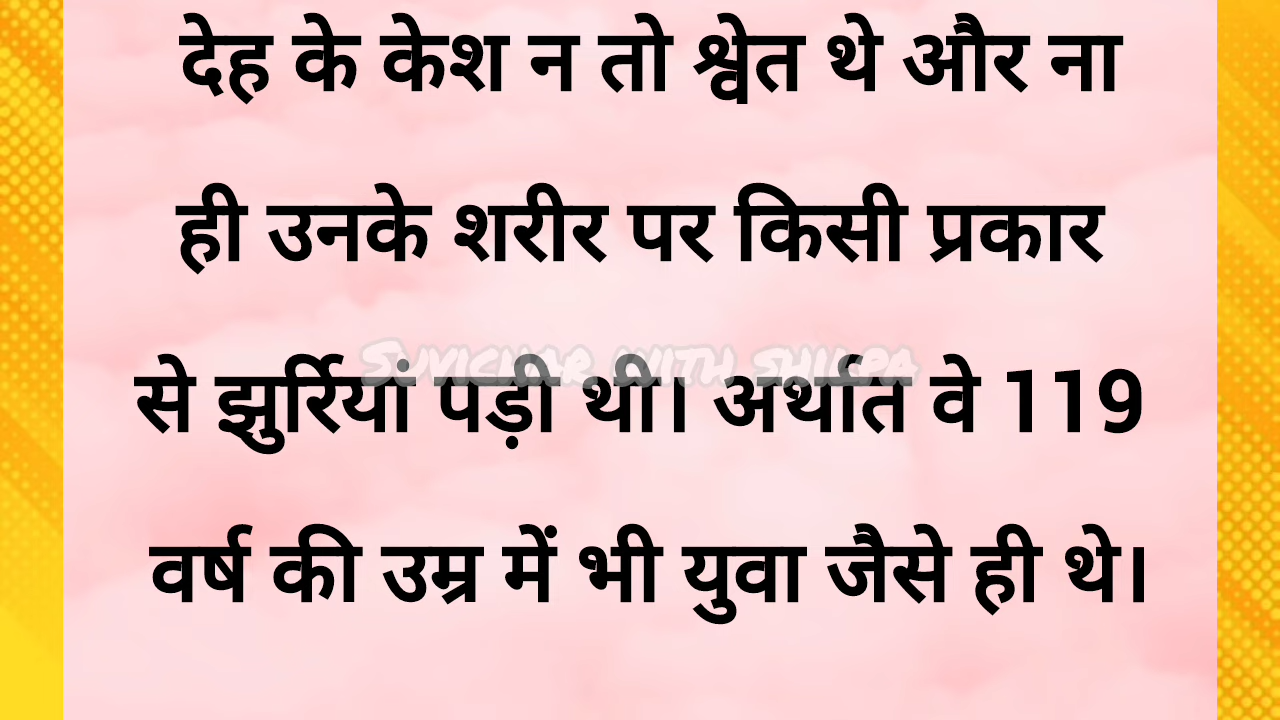 देह के केश न तो श्वेत थे और ना
ही उनके शरीर पर किसी प्रकार
Suvichar with shilpa
से झुर्रियां पड़ी थी। अर्थात वे 119
वर्ष की उम्र में भी युवा जैसे ही थे।